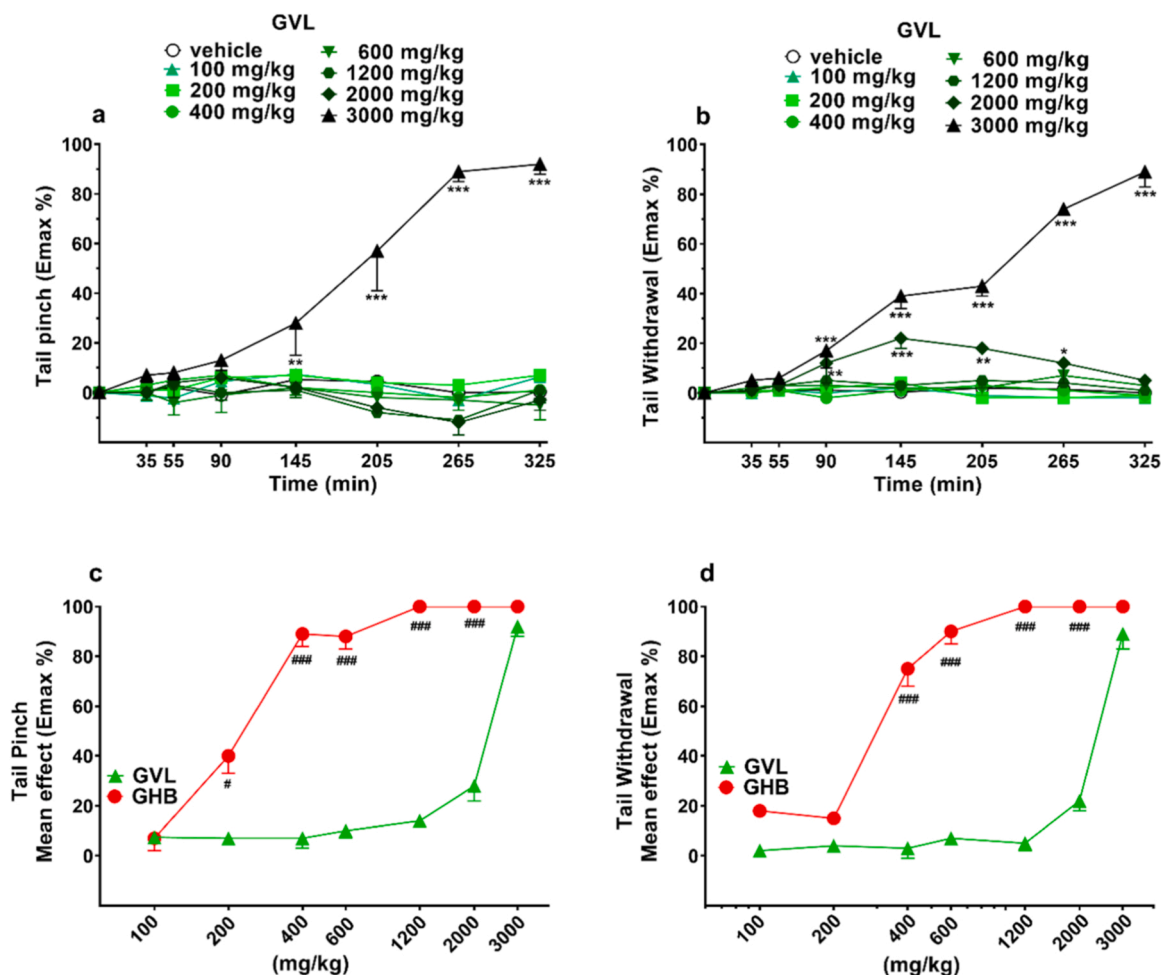 GVL
vehicle
100 mg/kg
200 mg/kg
400 mg/kg
600 mg/kg
1200 mg/kg
2000 mg/kg
3000 mg/kg
a
Tail pinch (Emax %)
100
80
60
40
20
0
**
***
***
***
35 55 90 145 205 265 325
Time (min)
GVL
vehicle
100 mg/kg
200 mg/kg
400 mg/kg
600 mg/kg
1200 mg/kg
2000 mg/kg
3000 mg/kg
b
Tail Withdrawal (Emax %)
100
80
60
40
20
0
***
**
***
***
***
**
***
*
***
35 55 90 145 205 265 325
Time (min)
c
Tail Pinch
Mean effect (Emax %)
100
80
60
40
20
0
GVL
GHB
#
###
###
###
###
100 200 400 600 1200 2000 3000
(mg/kg)
d
Tail Withdrawal
Mean effect (Emax %)
100
80
60
40
20
0
GVL
GHB
###
###
###
###
100 200 400 600 1200 2000 3000
(mg/kg)